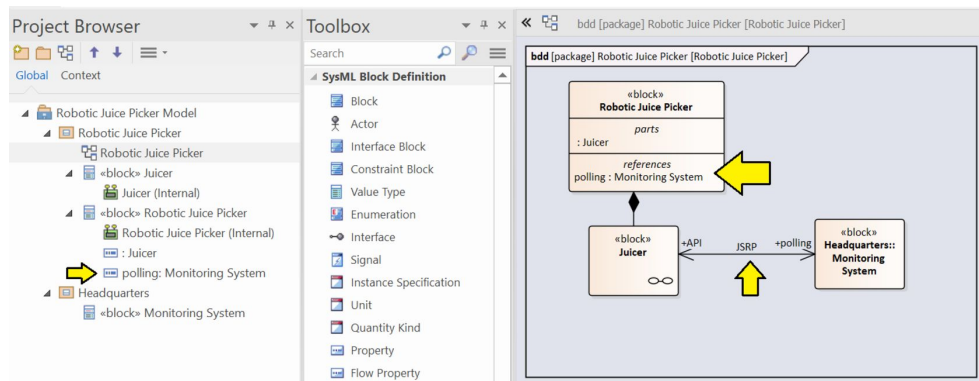 Project Browser
Global Context
Robotic Juice Picker Model
Robotic Juice Picker
Robotic Juice Picker
«block» Juicer
Juicer (Internal)
«block» Robotic Juice Picker
Robotic Juice Picker (Internal)
: Juicer
polling: Monitoring System
Headquarters
«block» Monitoring System
Toolbox
Search
SysML Block Definition
Block
Actor
Interface Block
Constraint Block
Value Type
Enumeration
Interface
Signal
Instance Specification
Unit
Quantity Kind
Property
Flow Property
bdd [package] Robotic Juice Picker [Robotic Juice Picker]
bdd [package] Robotic Juice Picker [Robotic Juice Picker]
«block»
Robotic Juice Picker
parts
: Juicer
references
polling : Monitoring System
«block»
Juicer
+API
JSRP
+polling
«block»
Headquarters::
Monitoring
System